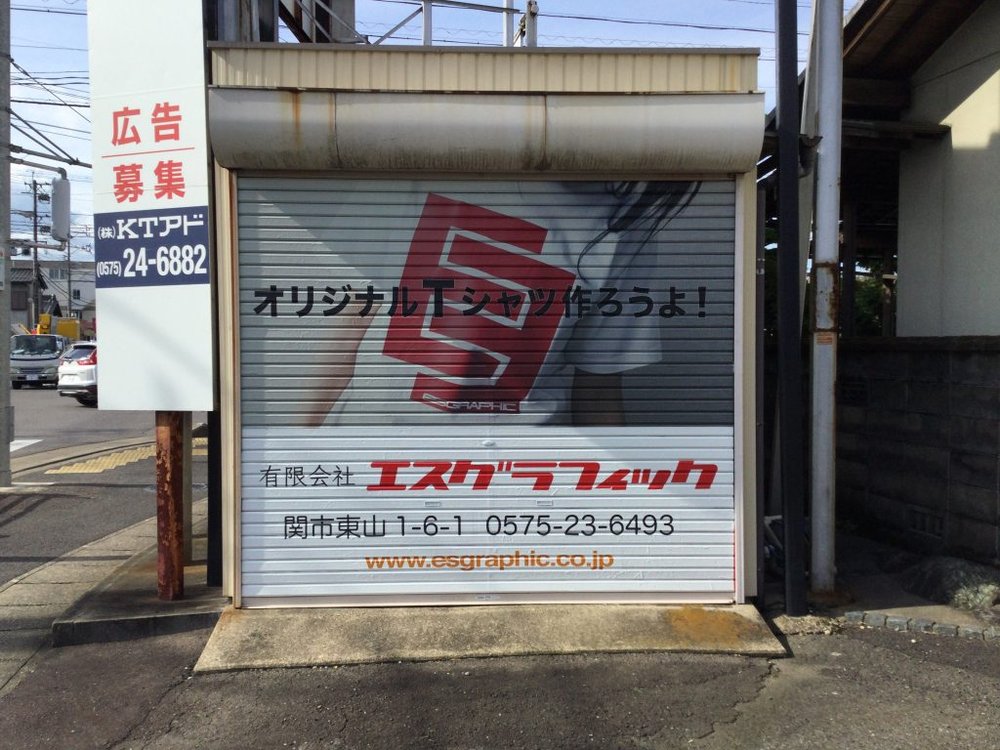 広告
募集
㈱KTアド
(0575)24-6882
オリジナルTシャツ作ろうよ!
ESGRAPHIC
有限会社 エスグラフィック
関市東山1-6-1 0575-23-6493
www.esgraphic.co.jp